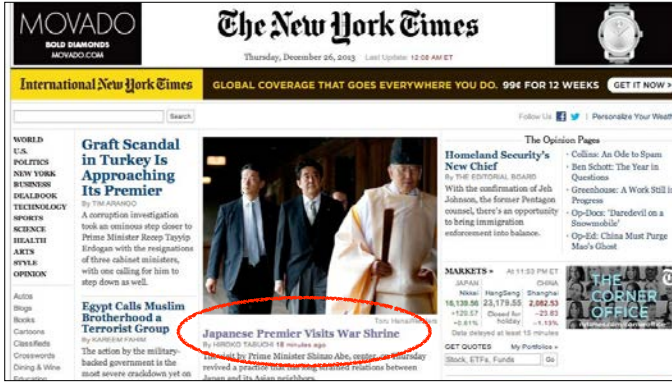 MOVADO
BOLD DIAMONDS
MOVADO.COM
The New York Times
Thursday, December 26, 2013 Last Update: 12:08 AM ET
International New York Times
GLOBAL COVERAGE THAT GOES EVERYWHERE YOU DO. 99¢ FOR 12 WEEKS
GET IT NOW >
Search
Follow Us
Personalize Your Weath
WORLD
U.S.
POLITICS
NEW YORK
BUSINESS
DEALBOOK
TECHNOLOGY
SPORTS
SCIENCE
HEALTH
ARTS
STYLE
OPINION
Autos
Blogs
Books
Cartoons
Classifieds
Crosswords
Dining & Wine
Education
Graft Scandal
in Turkey Is
Approaching
Its Premier
By TIM ARANGO
A corruption investigation
took an ominous step closer to
Prime Minister Recep Tayyip
Erdogan with the resignations
of three cabinet ministers,
with one calling for him to
step down as well.
Egypt Calls Muslim
Brotherhood a
Terrorist Group
By KAREEM FAHIM
The action by the military-
backed government is the
most severe crackdown yet on
Toru Hanai/Reuters
Japanese Premier Visits War Shrine
By HIROKO TABUCHI 18 minutes ago
The visit by Prime Minister Shinzo Abe, center, on Thursday
revived a practice that has long strained relations between
Japan and its Asian neighbors.
The Opinion Pages
Homeland Security's
New Chief
By THE EDITORIAL BOARD
With the confirmation of Jeh
Johnson, the former Pentagon
counsel, there's an opportunity
to bring immigration
enforcement into balance.
· Collins: An Ode to Spam
· Ben Schott: The Year in
Questions
· Greenhouse: A Work Still in
Progress
· Op-Docs: 'Daredevil on a
Snowmobile'
· Op-Ed: China Must Purge
Mao's Ghost
MARKETS » At 11:53 PM ET
JAPAN CHINA
Nikkei HangSeng Shanghai
23,179.55 2,082.53
+129.57 Closed for -23.83
+0.81% holiday -1.13%
Data delayed at least 15 minutes
GET QUOTES My Portfolios »
Stock, ETFs, Funds Go
THE
CORNER
OFFICE
nytimes.com/corneroffice